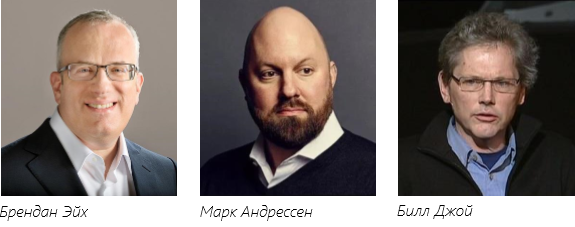 Брендан Эйх
Марк Андрессен
Билл Джой